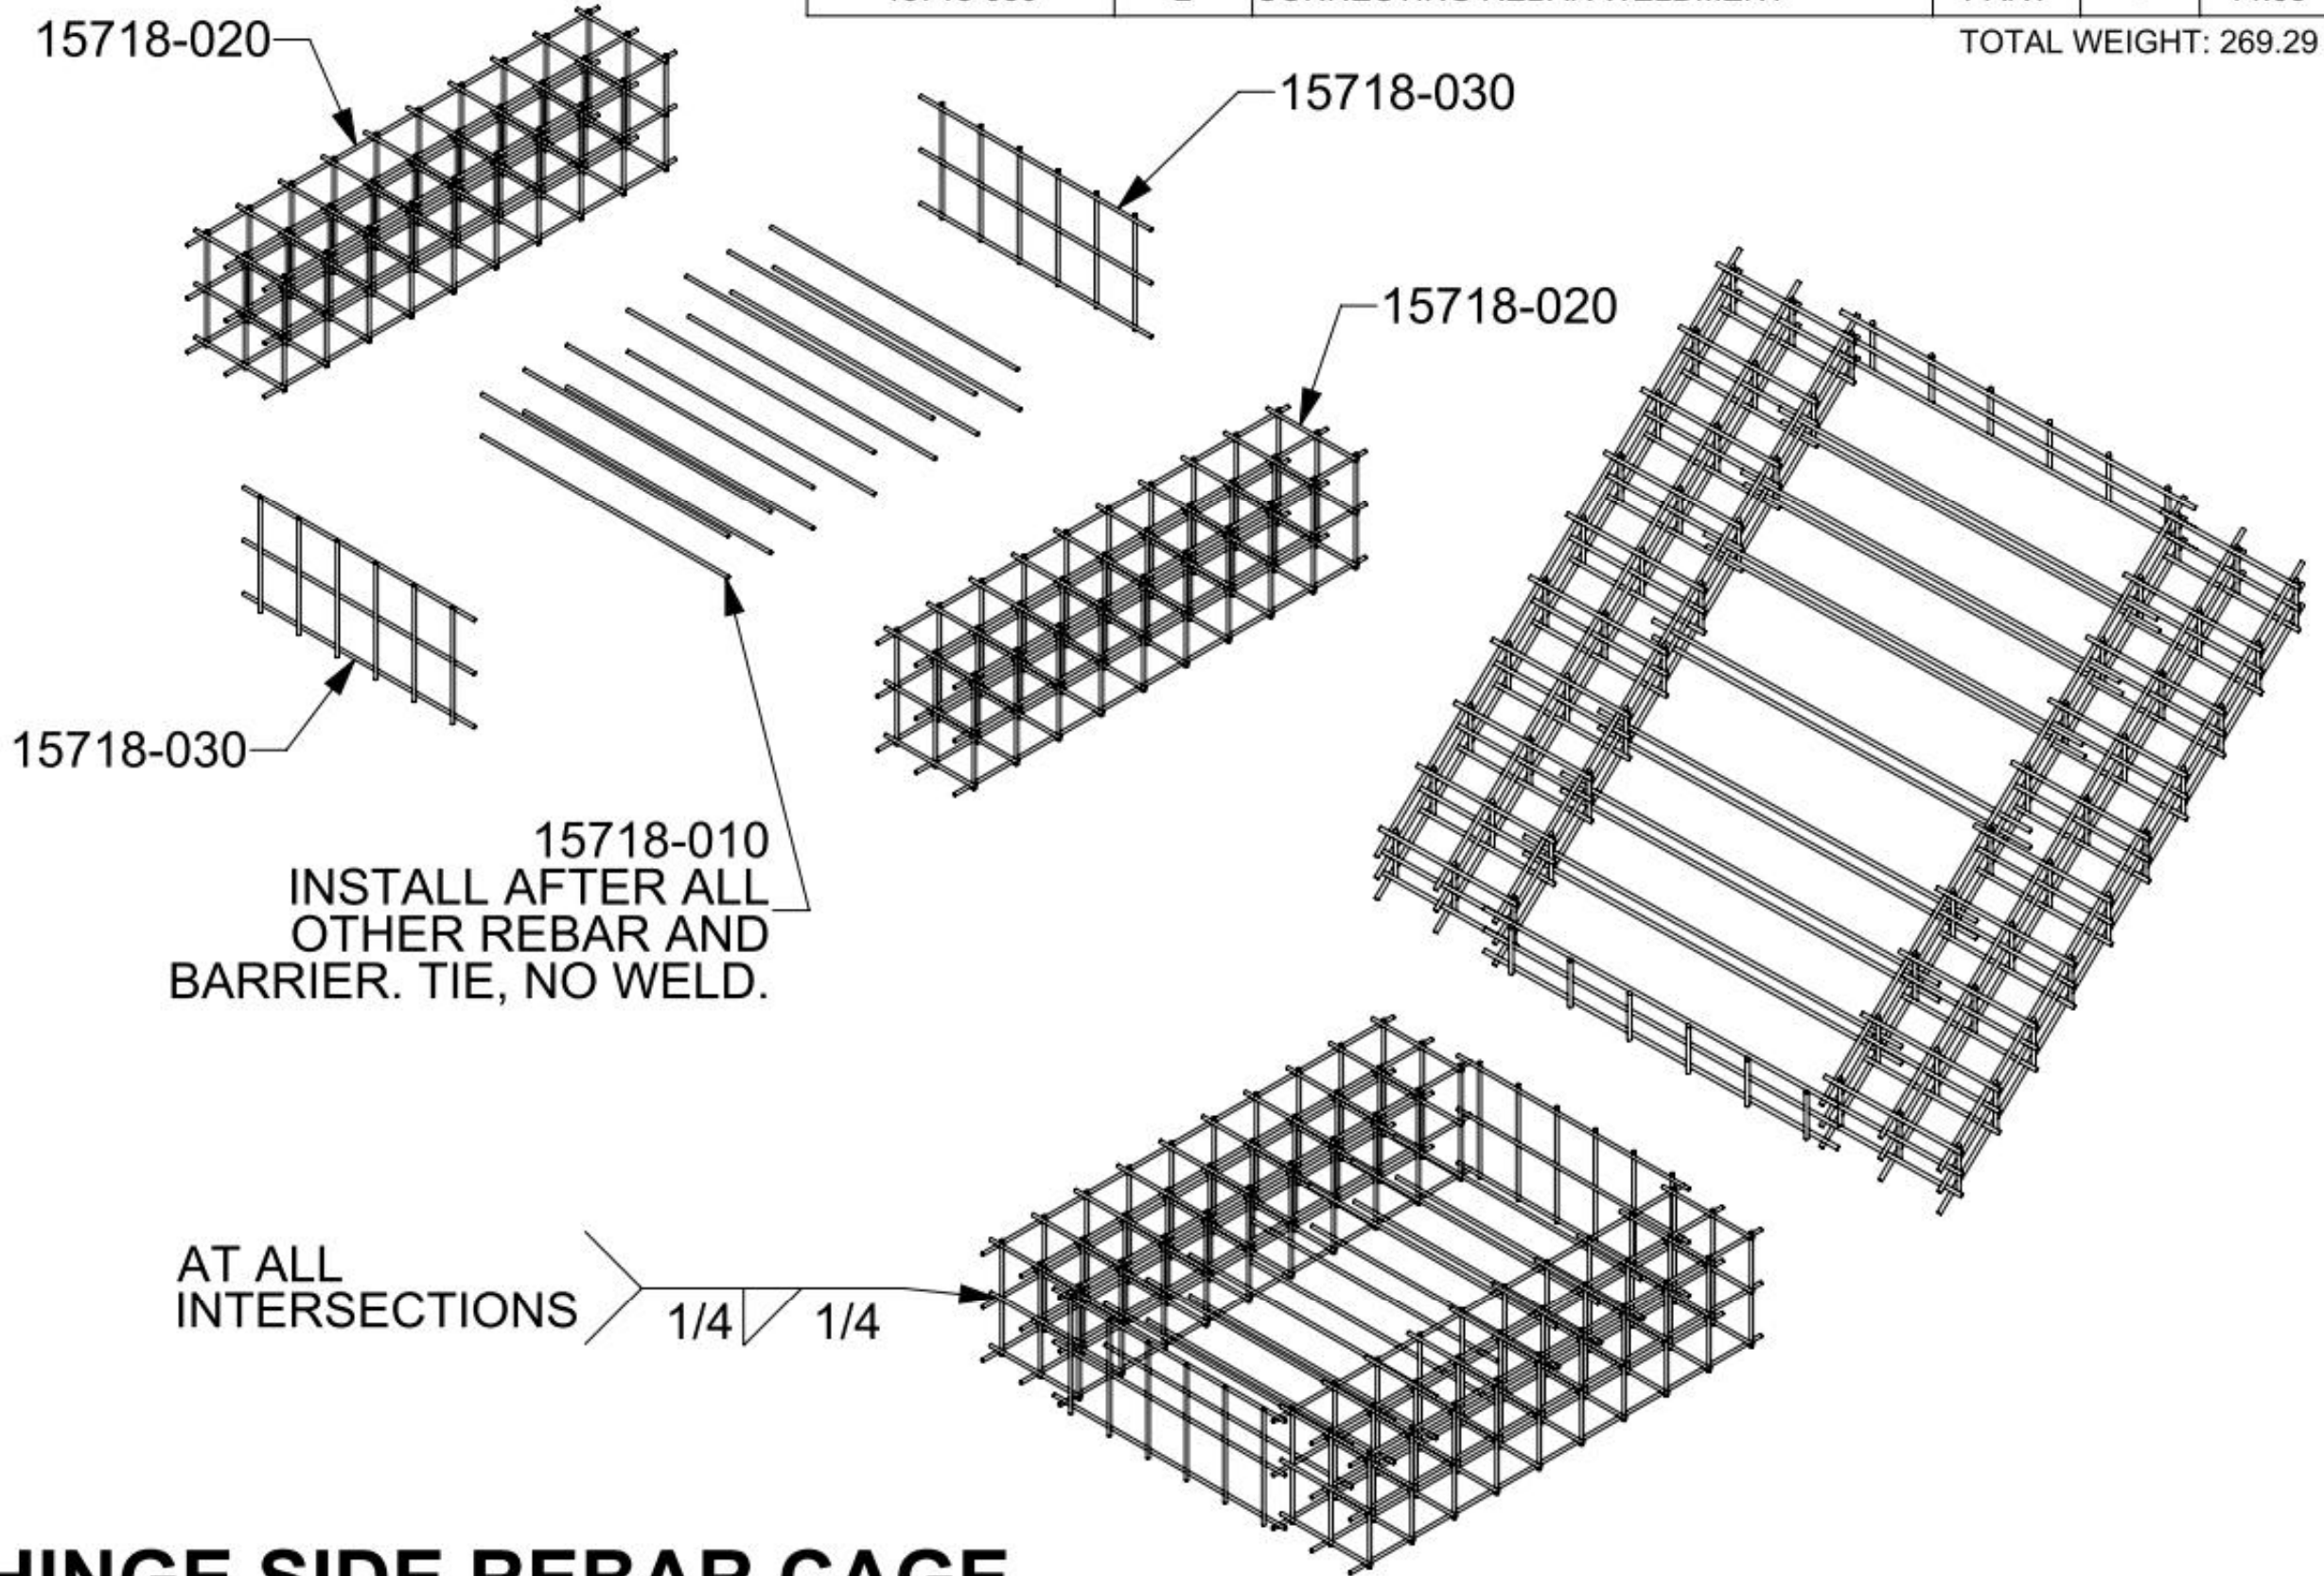 TOTAL WEIGHT: 269.29
15718-020
15718-030
15718-020
15718-030
15718-010
INSTALL AFTER ALL
OTHER REBAR AND
BARRIER. TIE, NO WELD.
AT ALL
INTERSECTIONS
1/4 1/4
HINGE SIDE REBAR CAGE